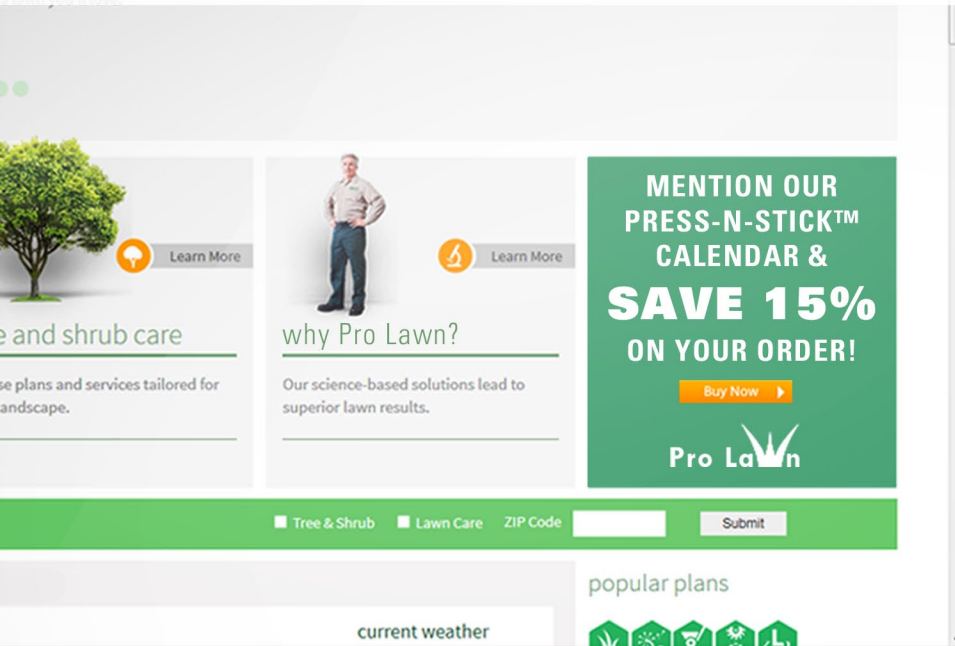 Learn More
e and shrub care
se plans and services tailored for
andscape.
Learn More
why Pro Lawn?
Our science-based solutions lead to
superior lawn results.
MENTION OUR
PRESS-N-STICK™
CALENDAR &
SAVE 15%
ON YOUR ORDER!
Buy Now
Pro Lawn
Tree & Shrub Lawn Care ZIP Code Submit
popular plans
current weather